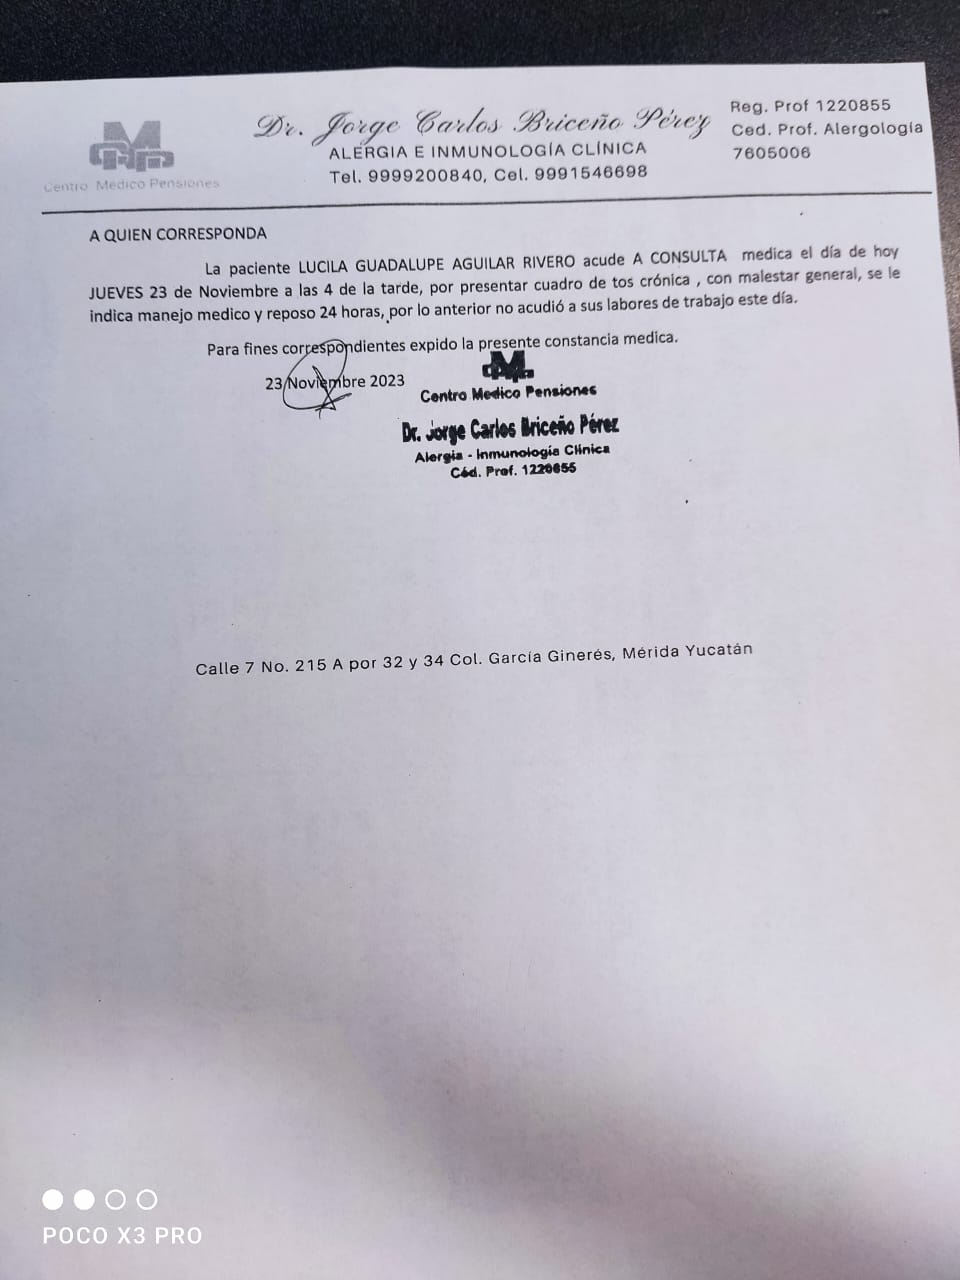 Centro Medico Pensiones
Dr. Jorge Carlos Briceño Pérez
ALERGIA E INMUNOLOGÍA CLÍNICA
Tel. 9999200840, Cel. 9991546698
Reg. Prof 1220855
Ced. Prof. Alergología
7605006
A QUIEN CORRESPONDA
La paciente LUCILA GUADALUPE AGUILAR RIVERO acude A CONSULTA medica el día de hoy
JUEVES 23 de Noviembre a las 4 de la tarde, por presentar cuadro de tos crónica , con malestar general, se le
indica manejo medico y reposo 24 horas, por lo anterior no acudió a sus labores de trabajo este día.
Para fines correspondientes expido la presente constancia medica.
23 Noviembre 2023
Centro Medico Pensiones
Dr. Jorge Carlos Briceño Pérez
Alergia - Inmunología Clínica
Céd. Prof. 1220855
Calle 7 No. 215 A por 32 y 34 Col. García Ginerés, Mérida Yucatán
POCO X3 PRO